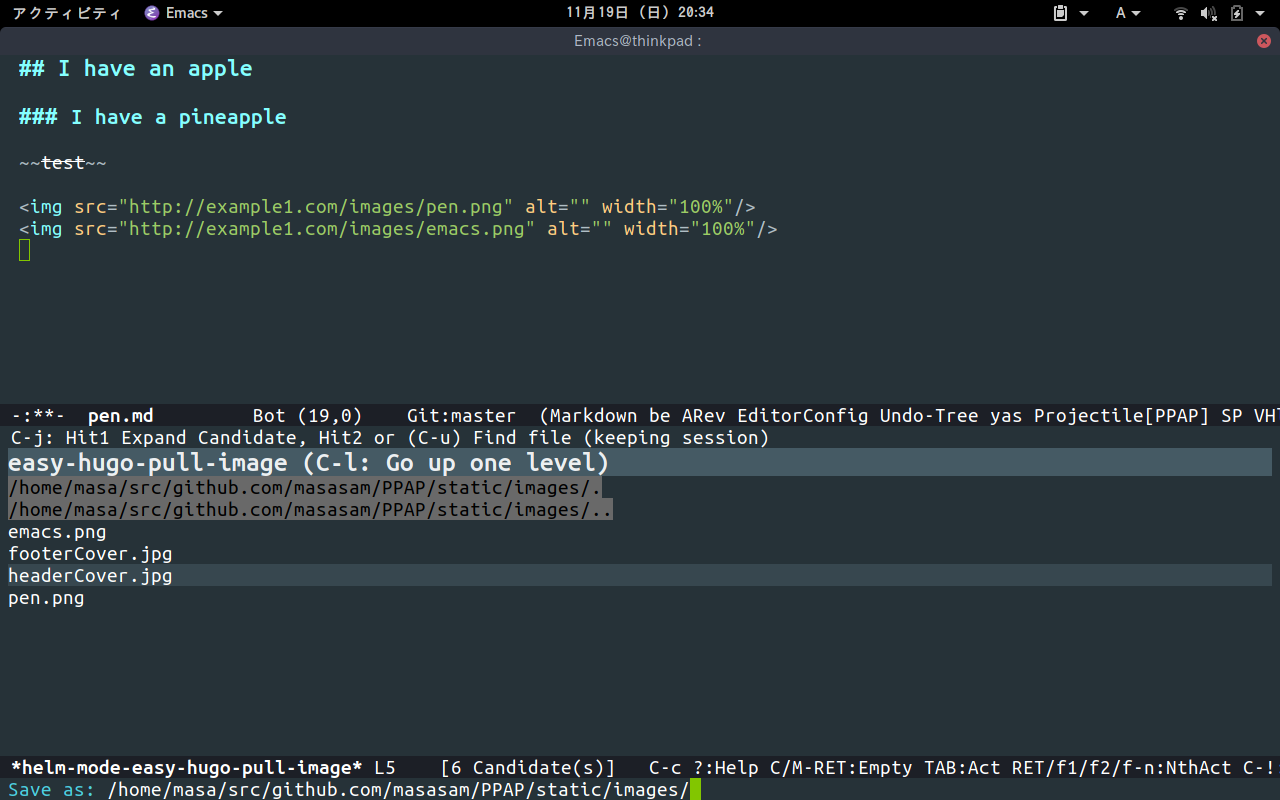 アクティビティ Emacs 11月19日 (日) 20:34 A
Emacs@thinkpad :
## I have an apple
### I have a pineapple
~~test~~
<img src="http://example1.com/images/pen.png" alt="" width="100%"/>
<img src="http://example1.com/images/emacs.png" alt="" width="100%"/>
-:**- pen.md Bot (19,0) Git:master (Markdown be ARev EditorConfig Undo-Tree yas Projectile[PPAP] SP VHl
C-j: Hit1 Expand Candidate, Hit2 or (C-u) Find file (keeping session)
easy-hugo-pull-image (C-l: Go up one level)
/home/masa/src/github.com/masasam/PPAP/static/images/.
/home/masa/src/github.com/masasam/PPAP/static/images/..
emacs.png
footerCover.jpg
headerCover.jpg
pen.png
*helm-mode-easy-hugo-pull-image* L5 [6 Candidate(s)] C-c ?:Help C/M-RET:Empty TAB:Act RET/f1/f2/f-n:NthAct C-!:
Save as: /home/masa/src/github.com/masasam/PPAP/static/images/